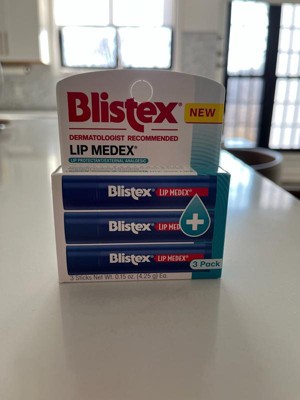 Blistex®
NEW
DERMATOLOGIST RECOMMENDED
LIP MEDEX®
LIP PROTECTANT/EXTERNAL ANALGESIC
Blistex® LIP MEDEX®
Blistex® LIP MEDEX
Blistex® LIP MEDEX®
3 Pack
3 Sticks Net Wt. 0.15 oz. (4.25 g) Ea.